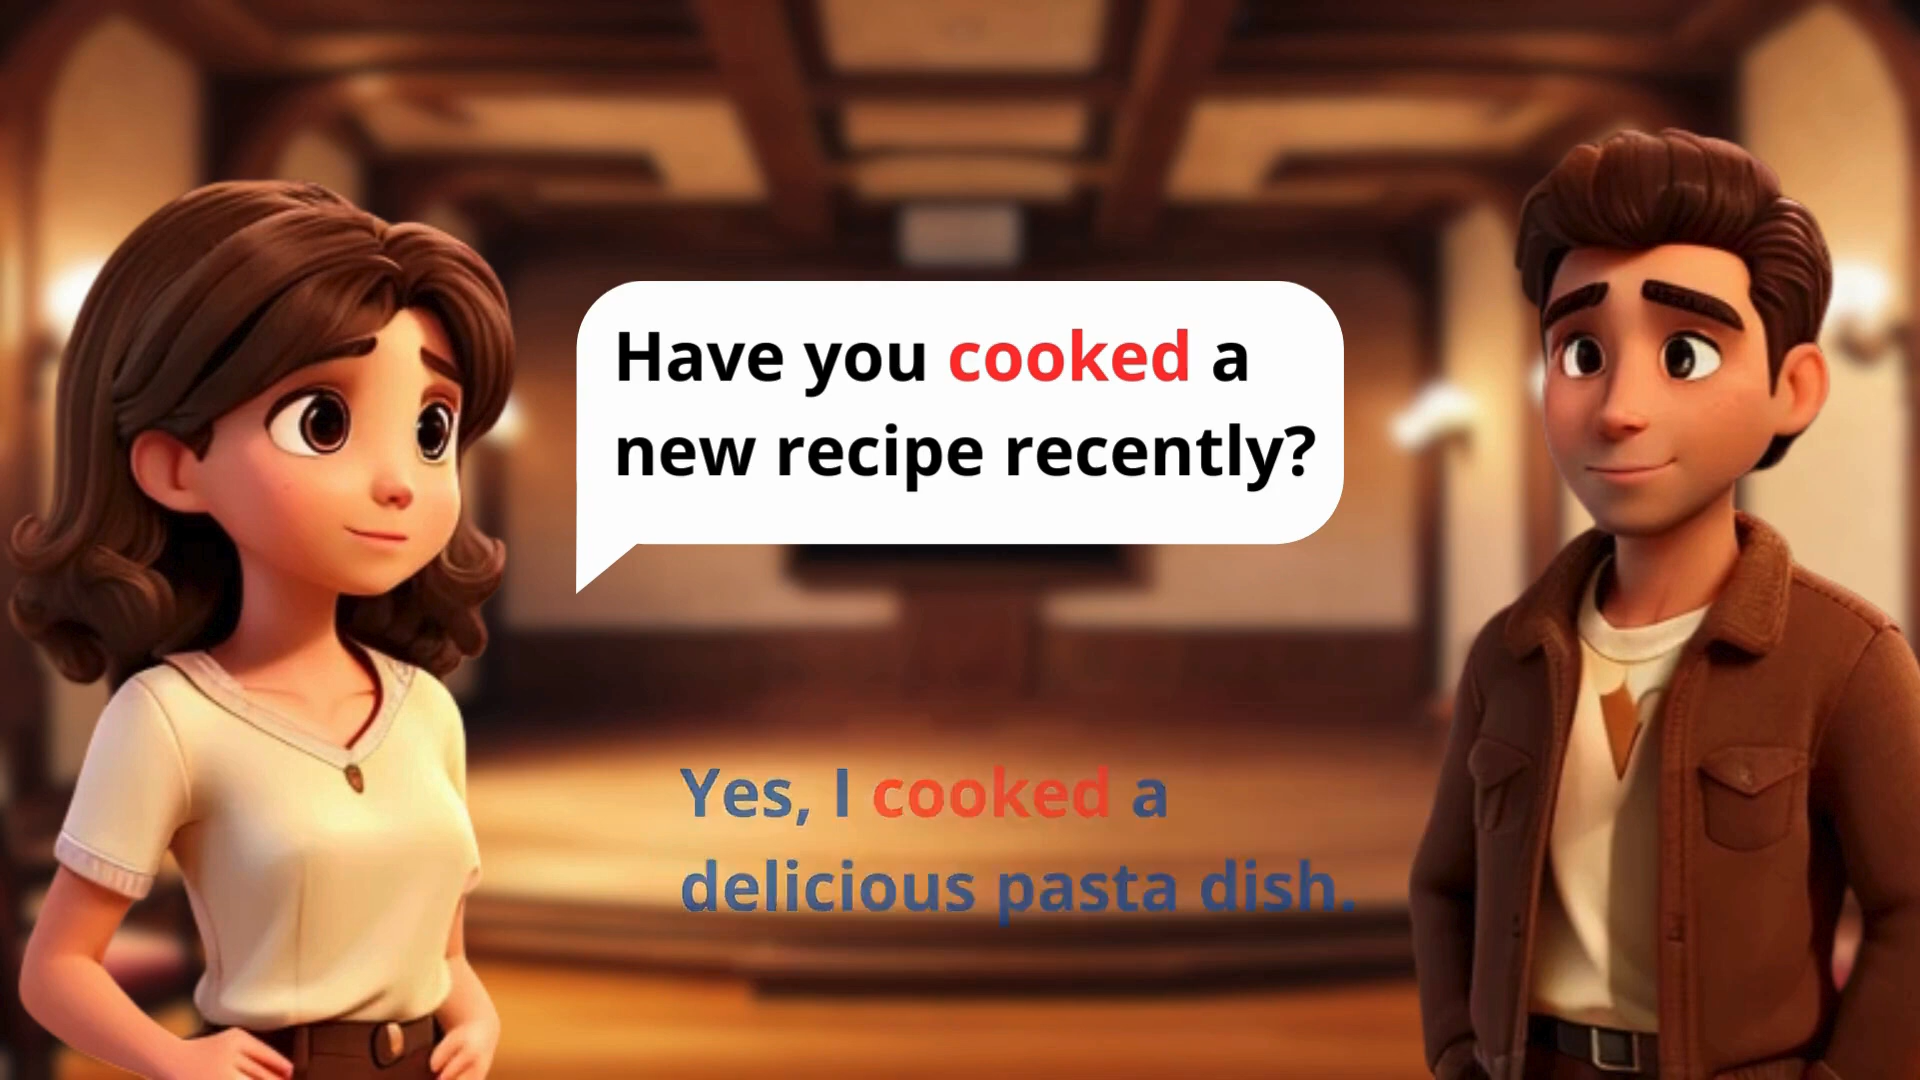 Have you cooked a
new recipe recently?
Yes, I cooked a
delicious pasta dish.